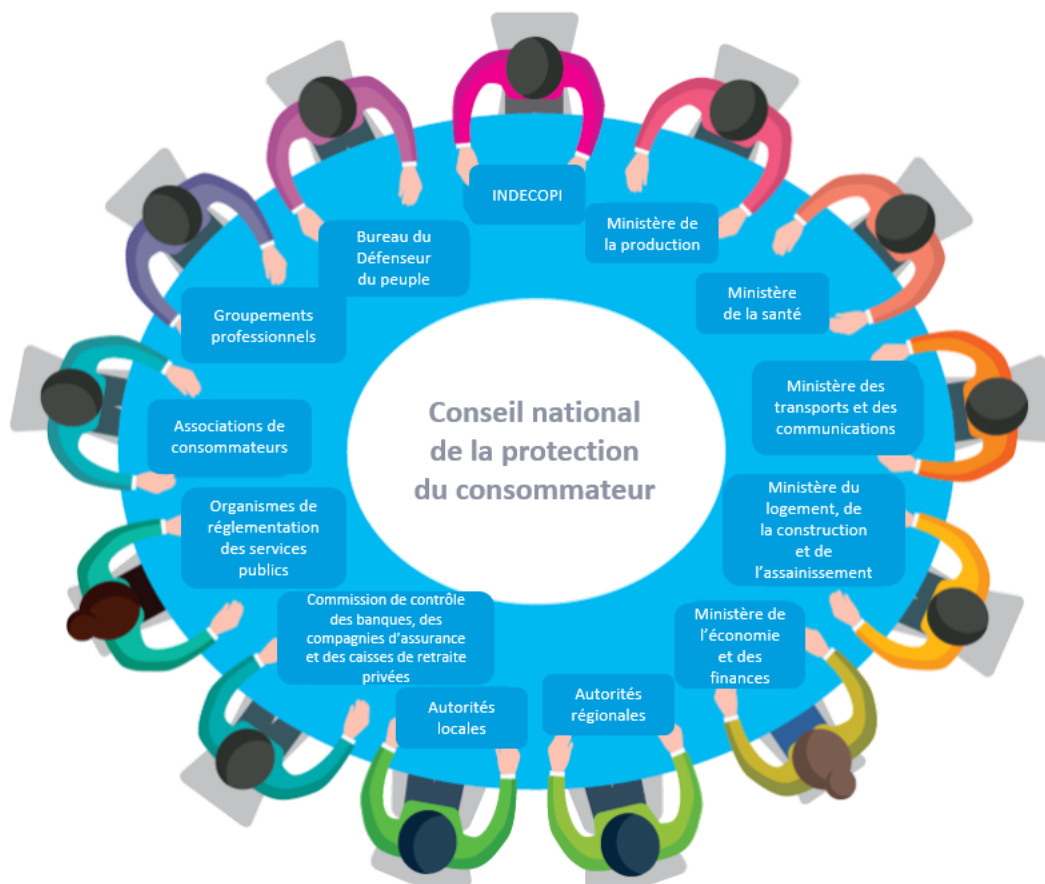 INDECOPI
Ministère de
la production
Ministère
de la santé
Ministère des
transports et des
communications
Ministère du
logement, de
la construction
et de
l’assainissement
Ministère de
l’économie
et des
finances
Autorités
régionales
Autorités
locales
Commission de contrôle
des banques, des
compagnies d’assurance
et des caisses de retraite
privées
Organismes de
réglementation
des services
publics
Associations de
consommateurs
Groupements
professionnels
Bureau du
Défenseur
du peuple
Conseil national
de la protection
du consommateur